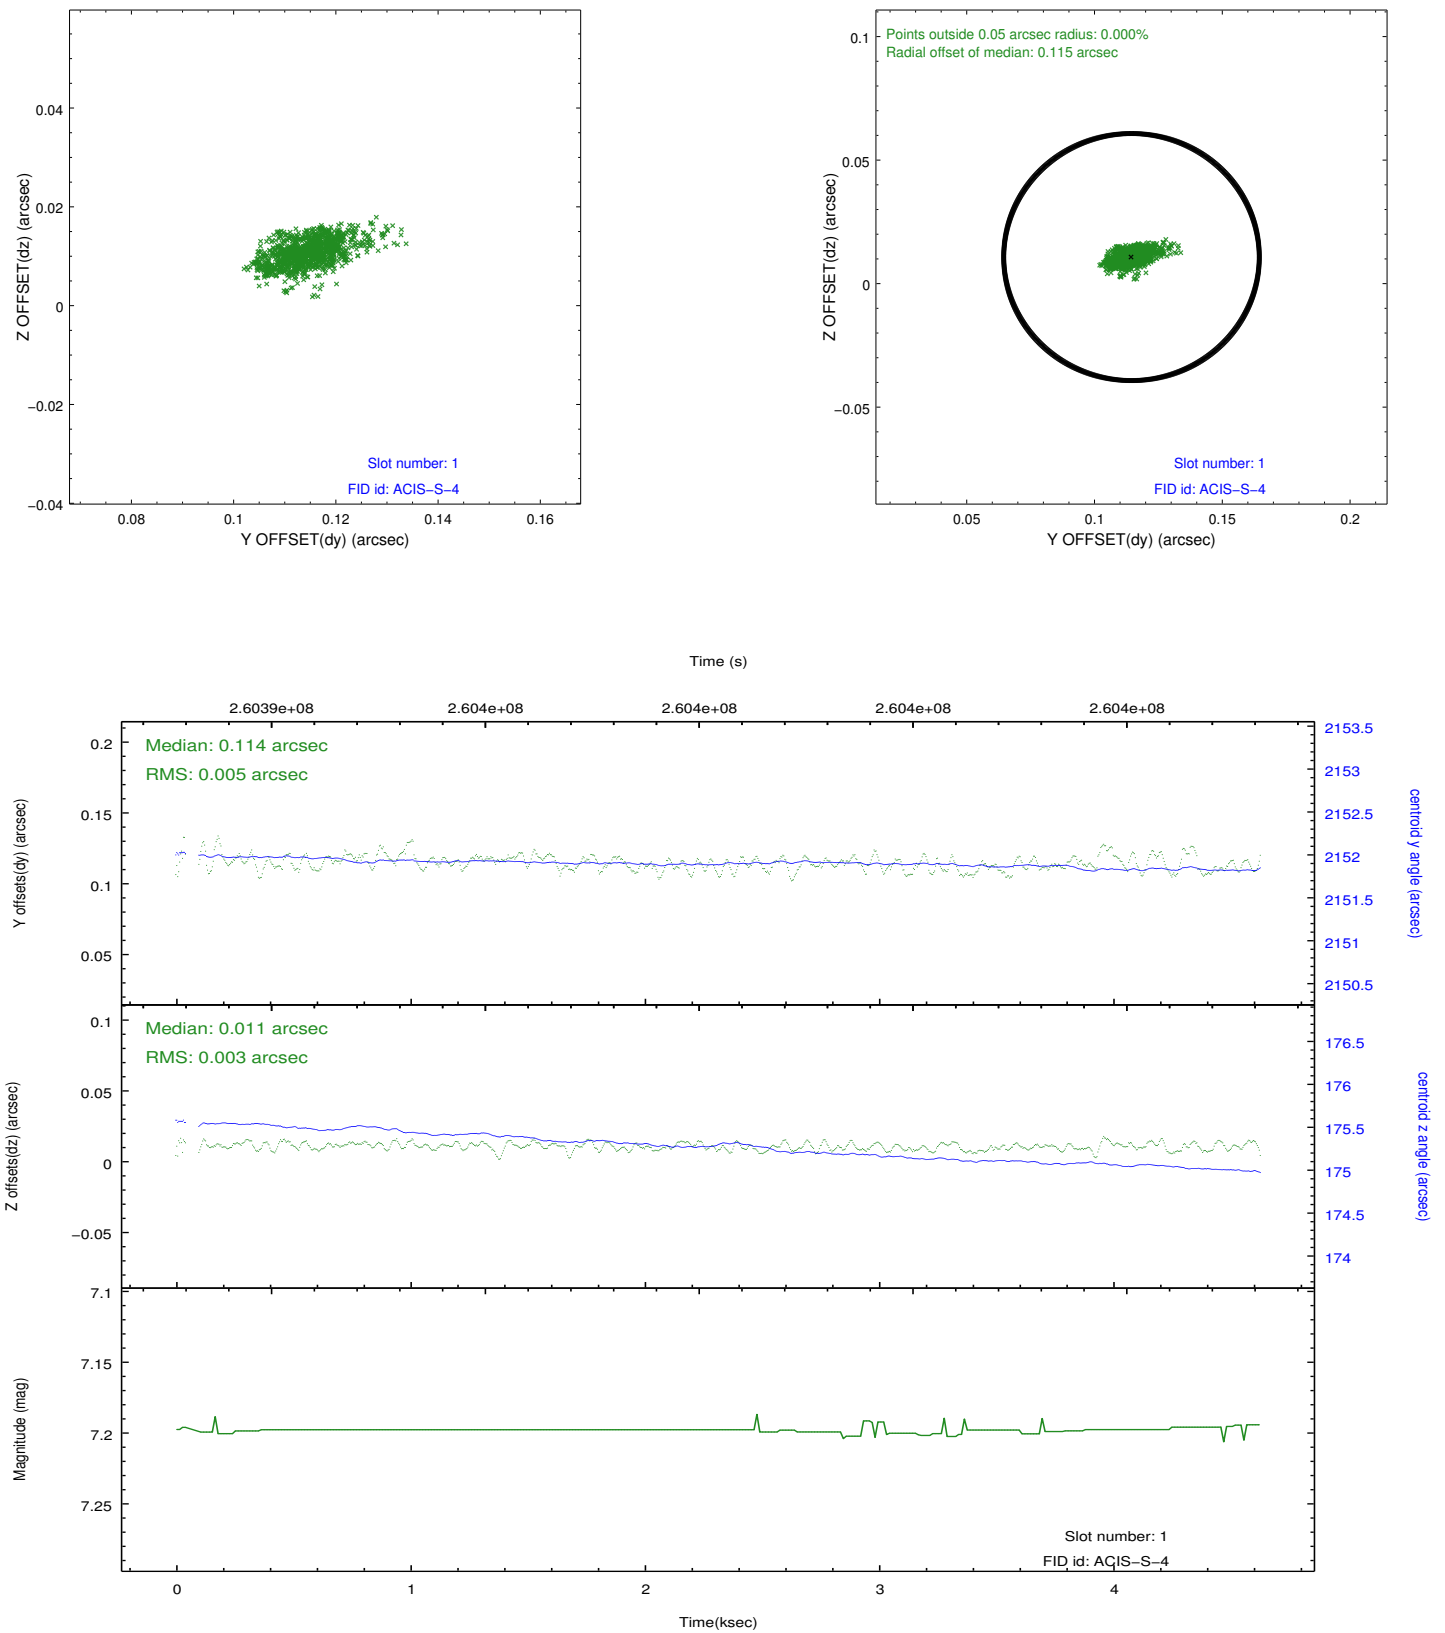 0.04
0.02
0
−0.02
−0.04
Z OFFSET(dz) (arcsec)
Slot number: 1
FID id: ACIS−S−4
0.08
0.1
0.12
0.14
0.16
Y OFFSET(dy) (arcsec)
Points outside 0.05 arcsec radius: 0.000%
Radial offset of median: 0.115 arcsec
0.1
0.05
0
−0.05
Z OFFSET(dz) (arcsec)
Slot number: 1
FID id: ACIS−S−4
0.05
0.1
0.15
0.2
Y OFFSET(dy) (arcsec)
Time (s)
2.6039e+08
2.604e+08
2.604e+08
2.604e+08
2.604e+08
Median: 0.114 arcsec
RMS: 0.005 arcsec
0.2
0.15
0.1
0.05
Y offsets(dy) (arcsec)
2153.5
2153
2152.5
2152
2151.5
2151
2150.5
centroid y angle (arcsec)
Median: 0.011 arcsec
RMS: 0.003 arcsec
0.1
0.05
0
−0.05
Z offsets(dz) (arcsec)
176.5
176
175.5
175
174.5
174
centroid z angle (arcsec)
7.1
7.15
7.2
7.25
Magnitude (mag)
Slot number: 1
FID id: ACIS−S−4
0
1
2
3
4
Time(ksec)